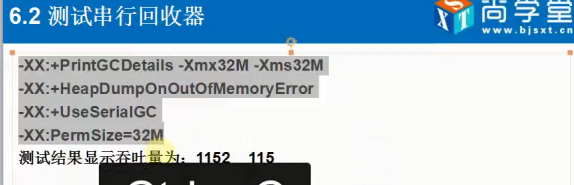 6.2 测试串行回收器
尚学堂
www.bjsxt.cn
-XX:+PrintGCDetails -Xmx32M -Xms32M
-XX:+HeapDumpOnOutOfMemoryError
-XX:+UseSerialGC
-XX:PermSize=32M
测试结果显示吞吐量为：1152 115